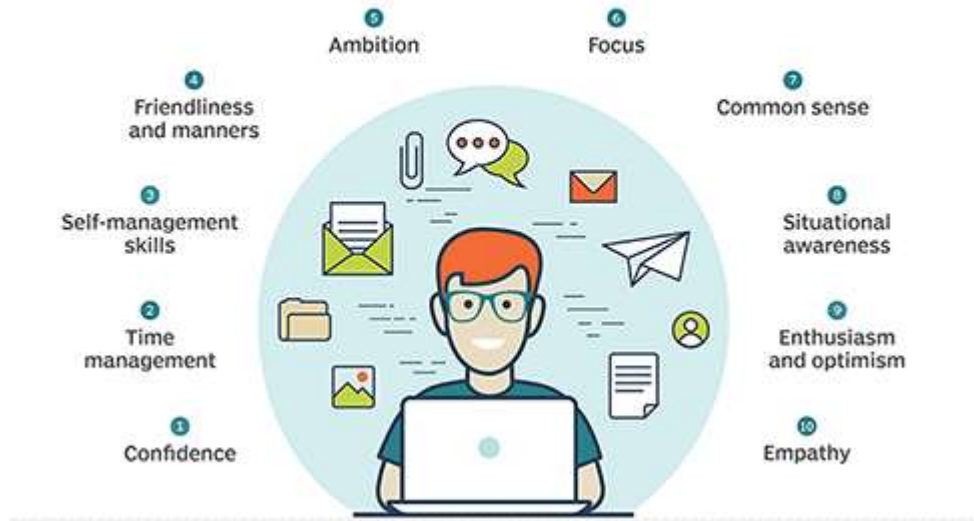 1
Confidence
2
Time
management
3
Self-management
skills
4
Friendliness
and manners
5
Ambition
6
Focus
7
Common sense
8
Situational
awareness
9
Enthusiasm
and optimism
10
Empathy